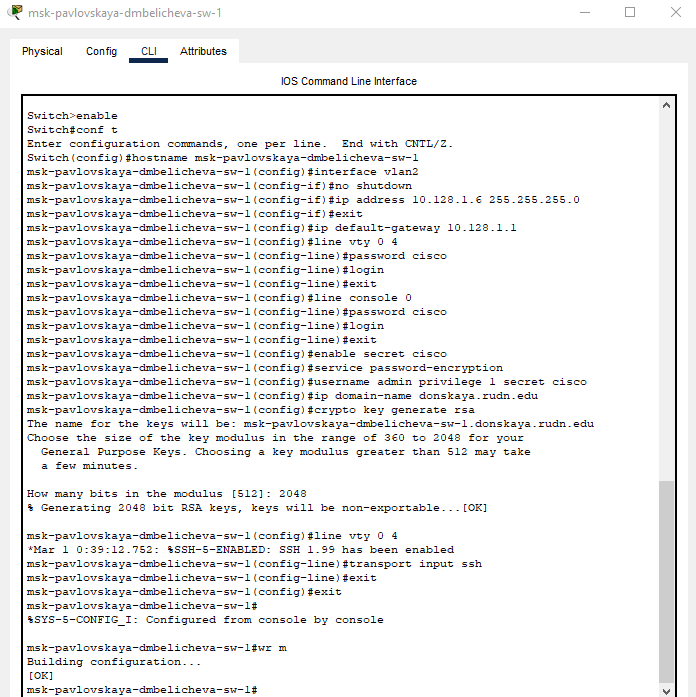 msk-pavlovskaya-dmbelicheva-sw-1
Physical Config CLI Attributes
IOS Command Line Interface
Switch>enable
Switch#conf t
Enter configuration commands, one per line.  End with CNTL/Z.
Switch(config)#hostname msk-pavlovskaya-dmbelicheva-sw-1
msk-pavlovskaya-dmbelicheva-sw-1(config)#interface vlan2
msk-pavlovskaya-dmbelicheva-sw-1(config-if)#no shutdown
msk-pavlovskaya-dmbelicheva-sw-1(config-if)#ip address 10.128.1.6 255.255.255.0
msk-pavlovskaya-dmbelicheva-sw-1(config-if)#exit
msk-pavlovskaya-dmbelicheva-sw-1(config)#ip default-gateway 10.128.1.1
msk-pavlovskaya-dmbelicheva-sw-1(config)#line vty 0 4
msk-pavlovskaya-dmbelicheva-sw-1(config-line)#password cisco
msk-pavlovskaya-dmbelicheva-sw-1(config-line)#login
msk-pavlovskaya-dmbelicheva-sw-1(config-line)#exit
msk-pavlovskaya-dmbelicheva-sw-1(config)#line console 0
msk-pavlovskaya-dmbelicheva-sw-1(config-line)#password cisco
msk-pavlovskaya-dmbelicheva-sw-1(config-line)#login
msk-pavlovskaya-dmbelicheva-sw-1(config-line)#exit
msk-pavlovskaya-dmbelicheva-sw-1(config)#enable secret cisco
msk-pavlovskaya-dmbelicheva-sw-1(config)#service password-encryption
msk-pavlovskaya-dmbelicheva-sw-1(config)#username admin privilege 1 secret cisco
msk-pavlovskaya-dmbelicheva-sw-1(config)#ip domain-name donskaya.rudn.edu
msk-pavlovskaya-dmbelicheva-sw-1(config)#crypto key generate rsa
The name for the keys will be: msk-pavlovskaya-dmbelicheva-sw-1.donskaya.rudn.edu
Choose the size of the key modulus in the range of 360 to 2048 for your
General Purpose Keys. Choosing a key modulus greater than 512 may take
a few minutes.
How many bits in the modulus [512]: 2048
% Generating 2048 bit RSA keys, keys will be non-exportable...[OK]
msk-pavlovskaya-dmbelicheva-sw-1(config)#line vty 0 4
*Mar 1 0:39:12.752: %SSH-5-ENABLED: SSH 1.99 has been enabled
msk-pavlovskaya-dmbelicheva-sw-1(config-line)#transport input ssh
msk-pavlovskaya-dmbelicheva-sw-1(config-line)#exit
msk-pavlovskaya-dmbelicheva-sw-1(config)#exit
msk-pavlovskaya-dmbelicheva-sw-1#
%SYS-5-CONFIG_I: Configured from console by console
msk-pavlovskaya-dmbelicheva-sw-1#wr m
Building configuration...
[OK]
msk-pavlovskaya-dmbelicheva-sw-1#